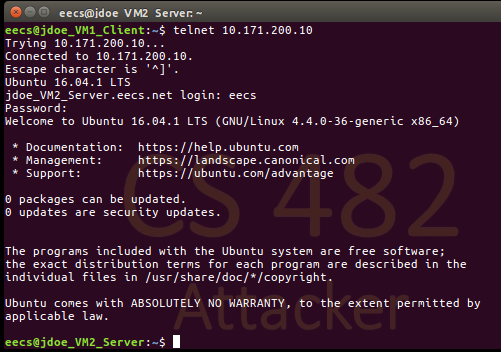 eecs@jdoe VM2 Server: ~
eecs@jdoe_VM1_Client:~$ telnet 10.171.200.10
Trying 10.171.200.10...
Connected to 10.171.200.10.
Escape character is '^]'.
Ubuntu 16.04.1 LTS
jdoe_VM2_Server.eecs.net login: eecs
Password:
Welcome to Ubuntu 16.04.1 LTS (GNU/Linux 4.4.0-36-generic x86_64)
* Documentation: https://help.ubuntu.com
* Management: https://landscape.canonical.com
* Support: https://ubuntu.com/advantage
0 packages can be updated.
0 updates are security updates.
The programs included with the Ubuntu system are free software;
the exact distribution terms for each program are described in the
individual files in /usr/share/doc/*/copyright.
Ubuntu comes with ABSOLUTELY NO WARRANTY, to the extent permitted by
applicable law.
eecs@jdoe_VM2_Server:~$
CS 482
Attacker